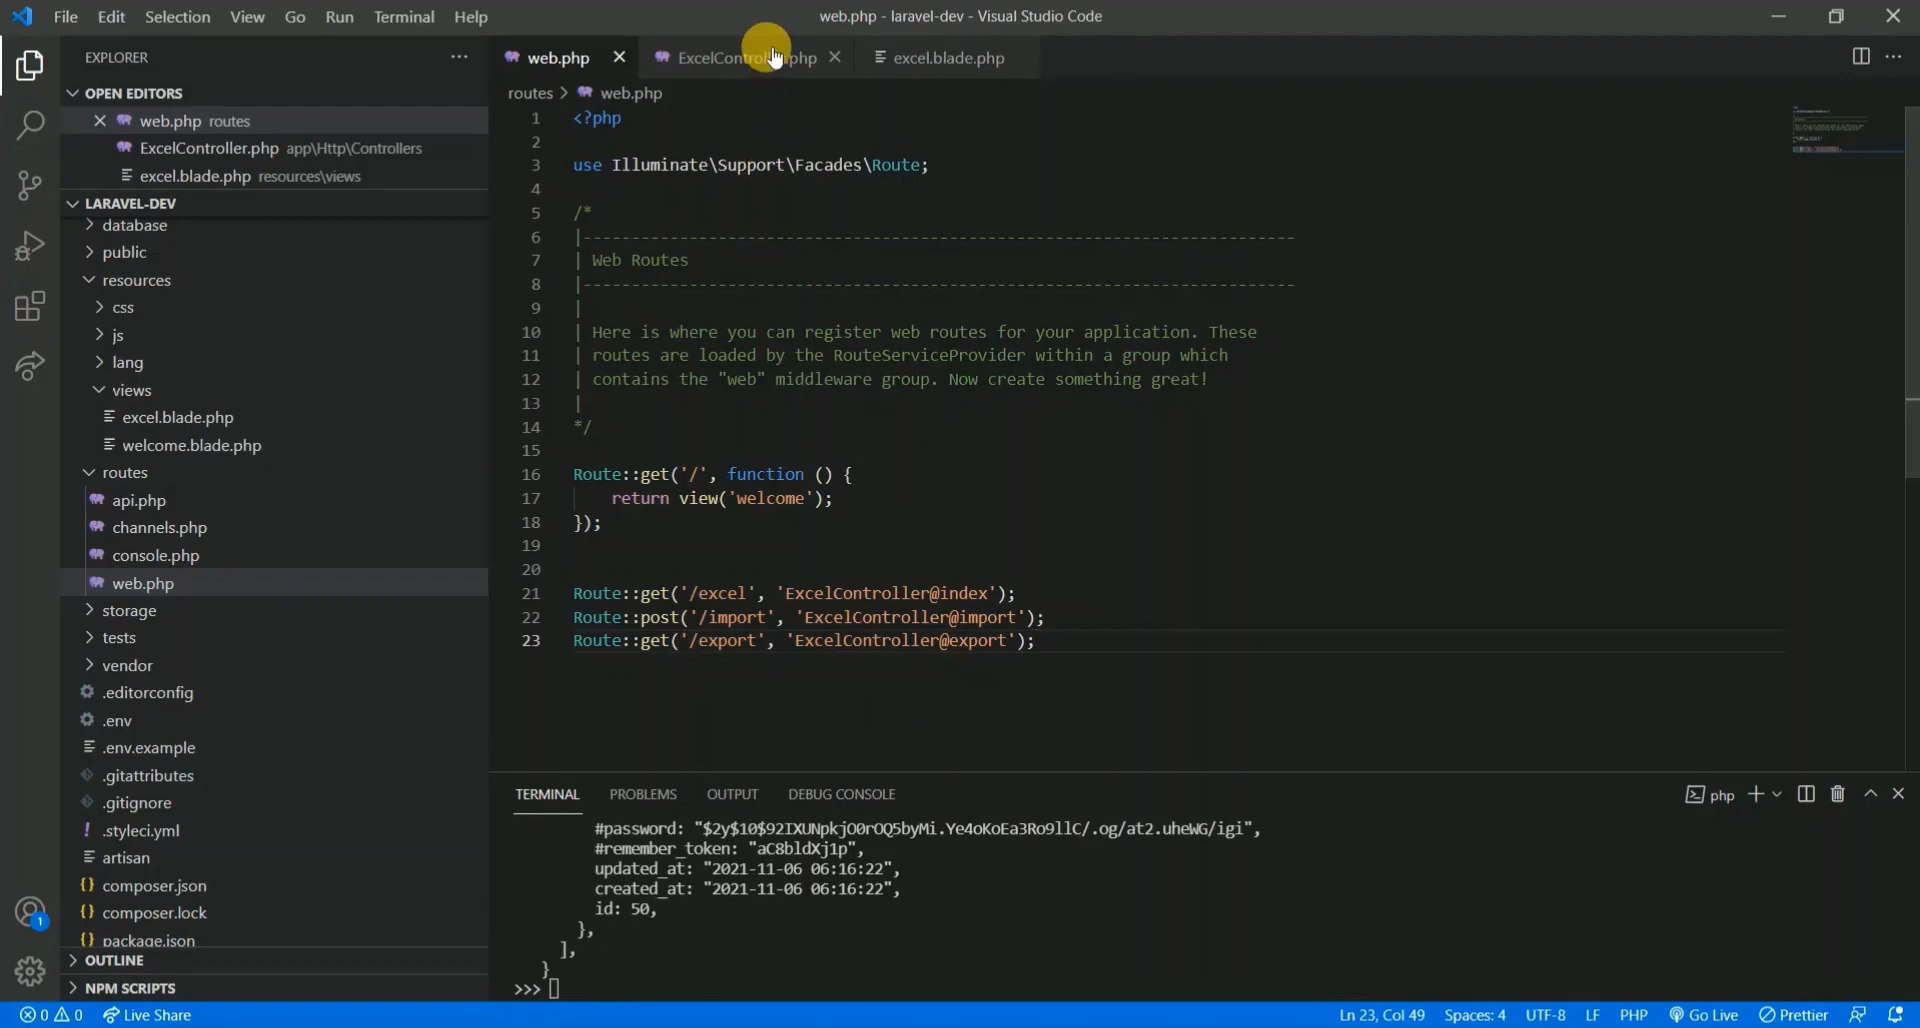 File Edit Selection View Go Run Terminal Help
web.php - laravel-dev - Visual Studio Code
EXPLORER
web.php
ExcelController.php
excel.blade.php
OPEN EDITORS
routes > web.php
web.php routes
ExcelController.php app\Http\Controllers
excel.blade.php resources\views
LARAVEL-DEV
database
public
resources
css
js
lang
views
excel.blade.php
welcome.blade.php
routes
api.php
channels.php
console.php
web.php
storage
tests
vendor
.editorconfig
.env
.env.example
.gitattributes
.gitignore
.styleci.yml
artisan
composer.json
composer.lock
package.json
OUTLINE
NPM SCRIPTS
1 <?php
2
3 use Illuminate\Support\Facades\Route;
4
5 /*
6 |--------------------------------------------------------------------------
7 | Web Routes
8 |--------------------------------------------------------------------------
9 |
10 | Here is where you can register web routes for your application. These
11 | routes are loaded by the RouteServiceProvider within a group which
12 | contains the "web" middleware group. Now create something great!
13 |
14 */
15
16 Route::get('/', function () {
17 return view('welcome');
18 });
19
20
21 Route::get('/excel', 'ExcelController@index');
22 Route::post('/import', 'ExcelController@import');
23 Route::get('/export', 'ExcelController@export');
TERMINAL PROBLEMS OUTPUT DEBUG CONSOLE
php
#password: "$2y$10$92IXUNpkjO0rOQ5byMi.Ye4oKoEa3Ro9llC/.og/at2.uheWG/igi",
#remember_token: "aC8bldXj1p",
updated_at: "2021-11-06 06:16:22",
created_at: "2021-11-06 06:16:22",
id: 50,
},
],
}
>>>
1
0 0 Live Share
Ln 23, Col 49 Spaces: 4 UTF-8 LF PHP Go Live Prettier